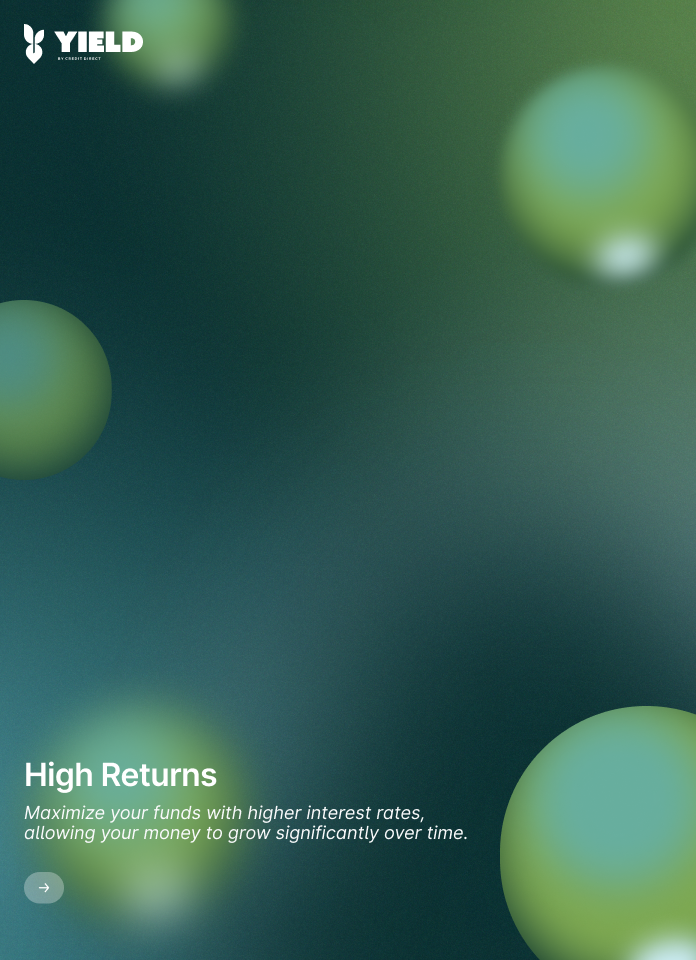 YIELD
BY CREDIT DIRECT
High Returns
Maximize your funds with higher interest rates,
allowing your money to grow significantly over time.